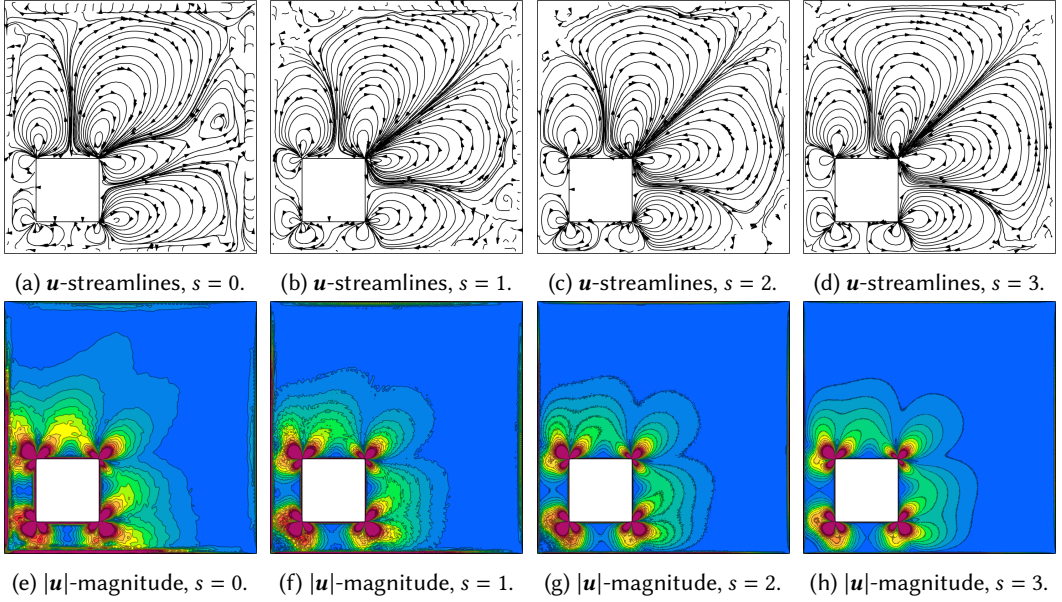 (a) u-streamlines, s = 0.
(b) u-streamlines, s = 1.
(c) u-streamlines, s = 2.
(d) u-streamlines, s = 3.
(e) |u|-magnitude, s = 0.
(f) |u|-magnitude, s = 1.
(g) |u|-magnitude, s = 2.
(h) |u|-magnitude, s = 3.